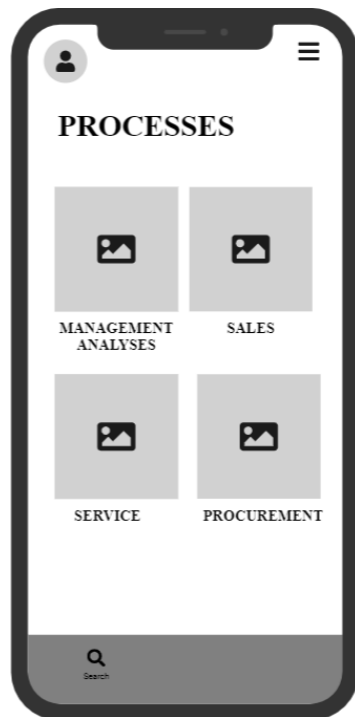 PROCESSES
MANAGEMENT
ANALYSES
SALES
SERVICE
PROCUREMENT
Search